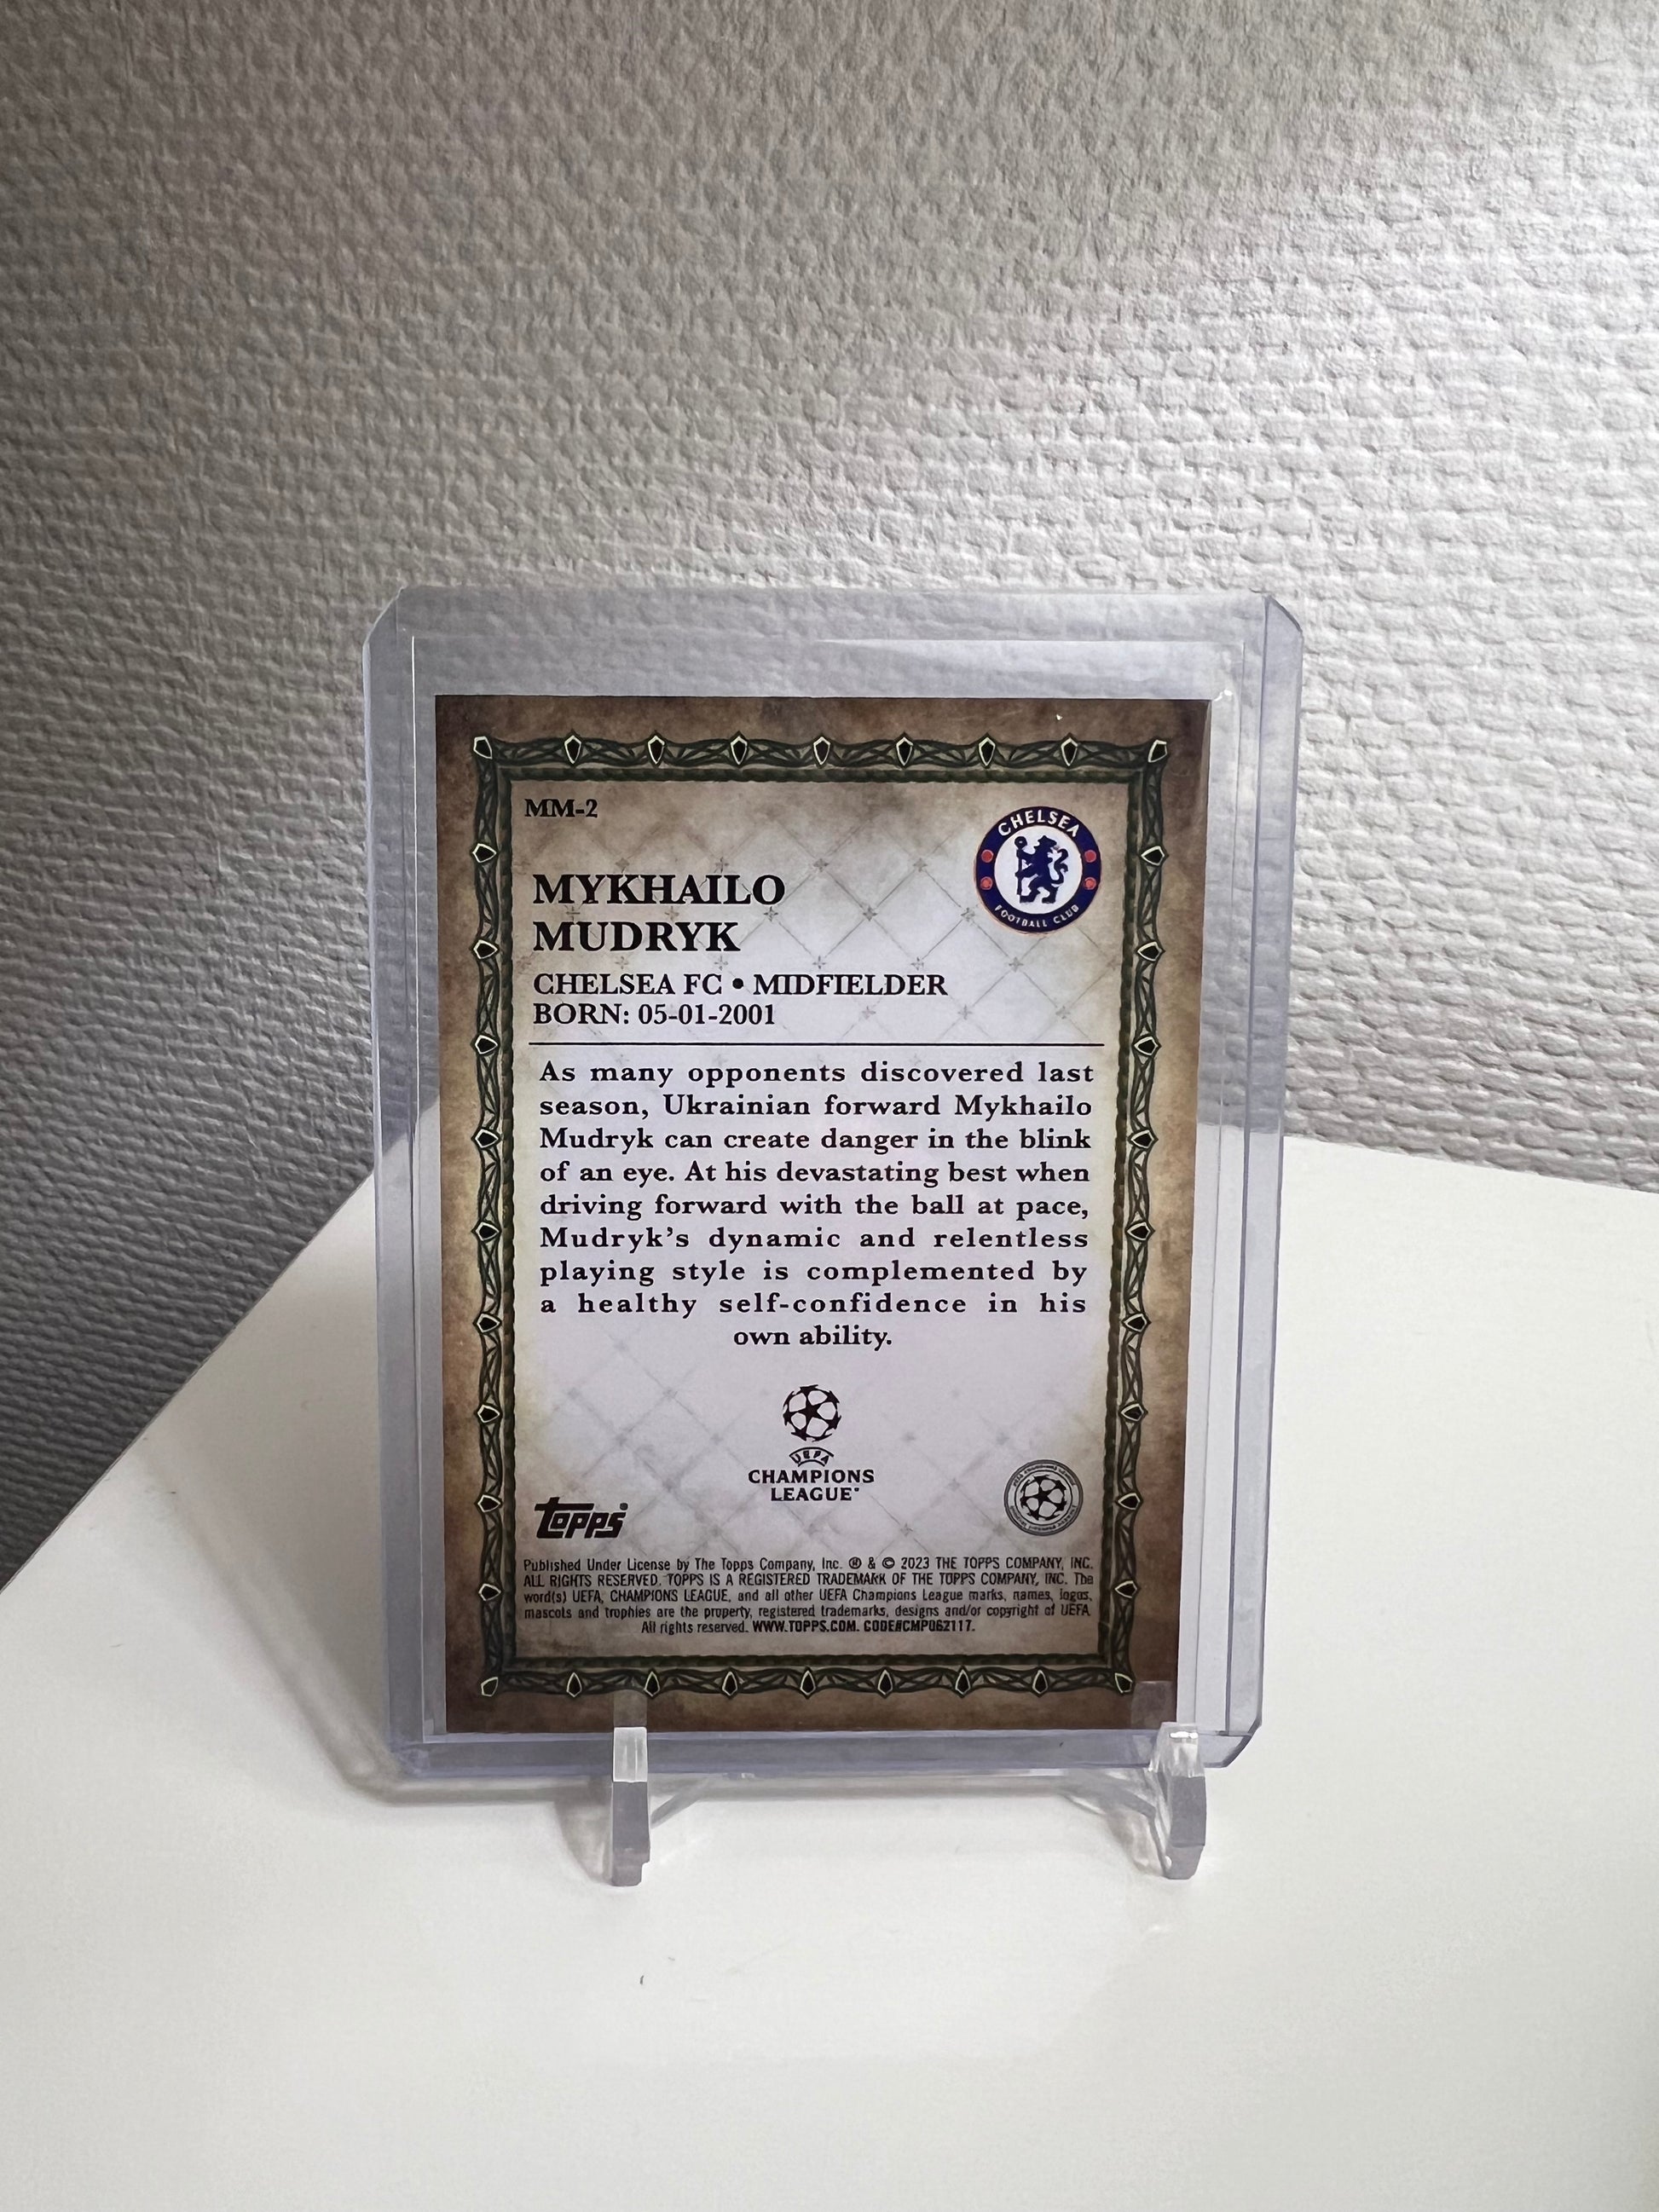 MM-2
CHELSEA
FOOTBALL CLUB
MYKHAILO
MUDRYK
CHELSEA FC • MIDFIELDER
BORN: 05-01-2001
As many opponents discovered last
season, Ukrainian forward Mykhailo
Mudryk can create danger in the blink
of an eye. At his devastating best when
driving forward with the ball at pace,
Mudryk's dynamic and relentless
playing style is complemented by
a healthy self-confidence in his
own ability.
UEFA
CHAMPIONS
LEAGUE®
Topps®
Published Under License by The Topps Company, Inc. ® & © 2023 THE TOPPS COMPANY, INC.
ALL RIGHTS RESERVED. TOPPS IS A REGISTERED TRADEMARK OF THE TOPPS COMPANY, INC. The
word(s) UEFA, CHAMPIONS LEAGUE, and all other UEFA Champions League marks, names, logos,
mascots and trophies are the property, registered trademarks, designs and/or copyright of UEFA
All rights reserved. WWW.TOPPS.COM. CODE#CMP062117.